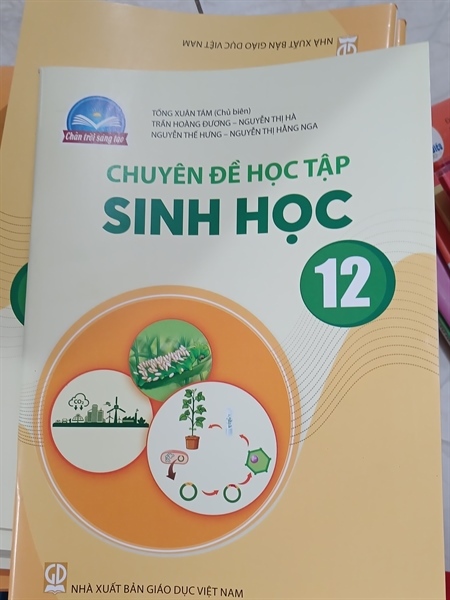 NHÀ XUẤT BẢN GIÁO DỤC VIỆT NAM
Chân trời sáng tạo
TỐNG XUÂN TÁM (Chủ biên)
TRẦN HOÀNG ĐƯƠNG – NGUYỄN THỊ HÀ
NGUYỄN THẾ HƯNG – NGUYỄN THỊ HẰNG NGA
CHUYÊN ĐỀ HỌC TẬP
SINH HỌC
12
CO₂
NHÀ XUẤT BẢN GIÁO DỤC VIỆT NAM